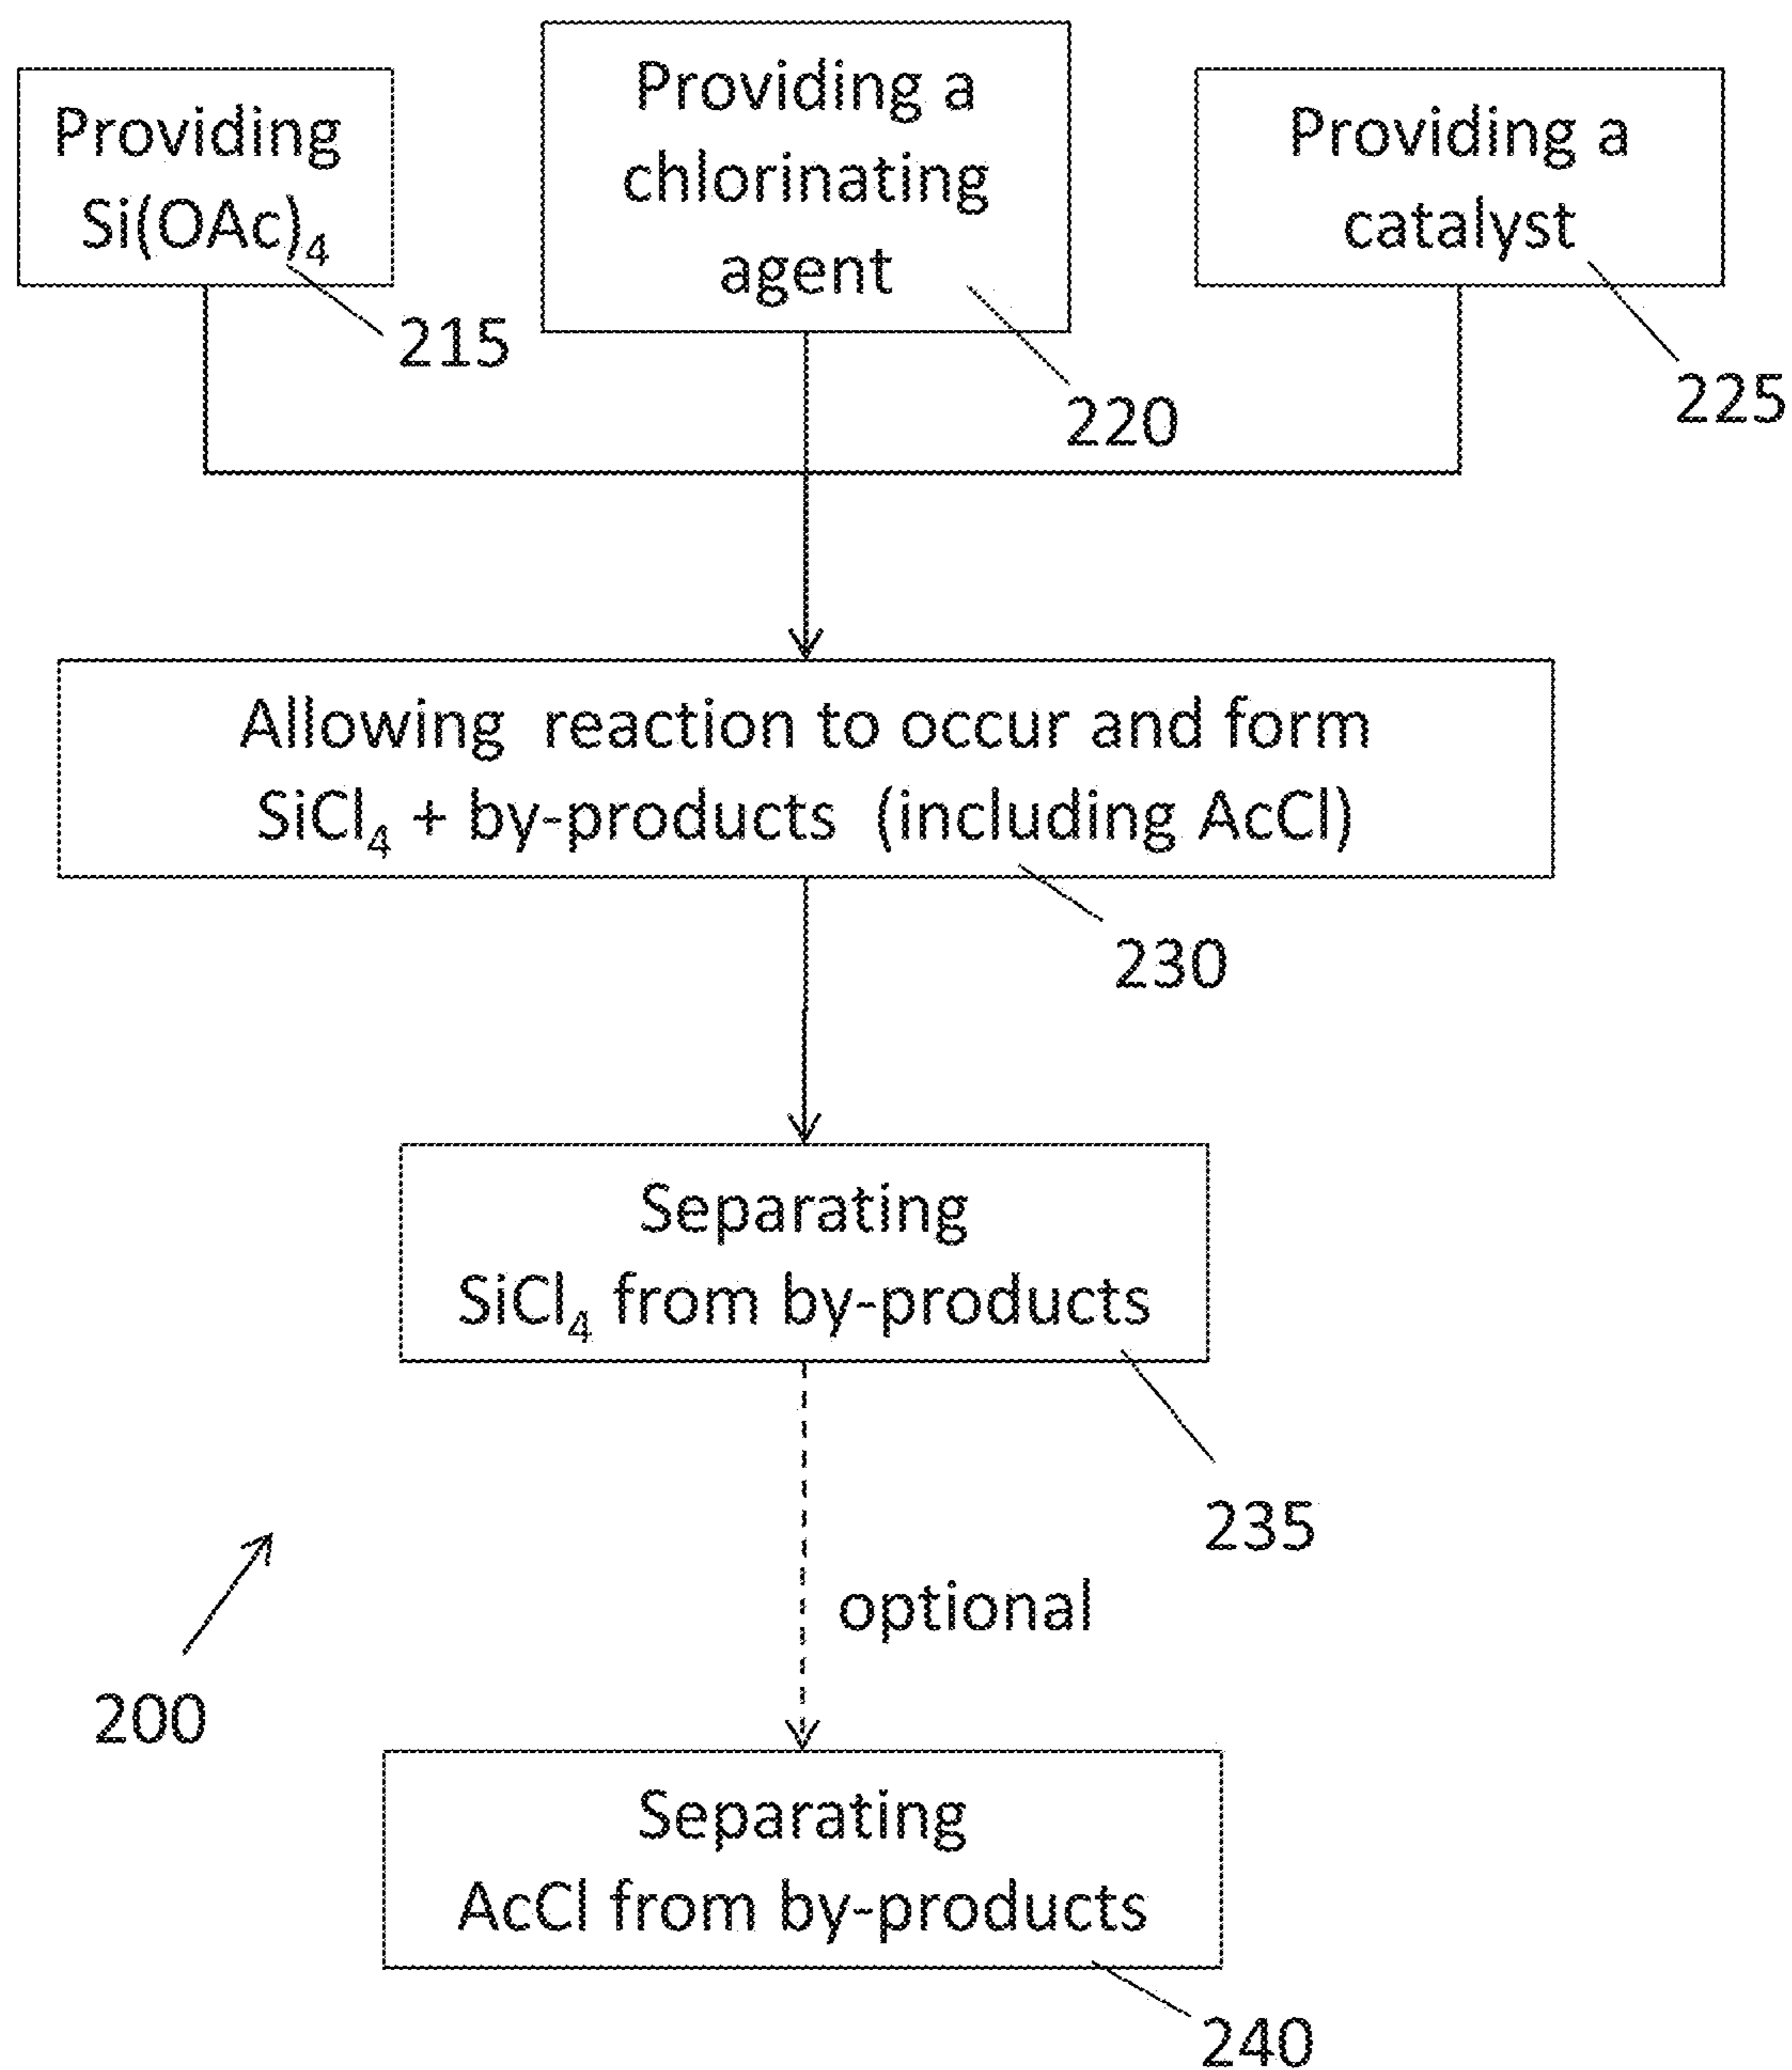 Providing
Si(OAc)₄
215
Providing a
chlorinating
agent
220
Providing a
catalyst
225
Allowing reaction to occur and form
SiCl₄ + by-products (including AcCl)
230
Separating
SiCl₄ from by-products
235
optional
200
Separating
AcCl from by-products
240